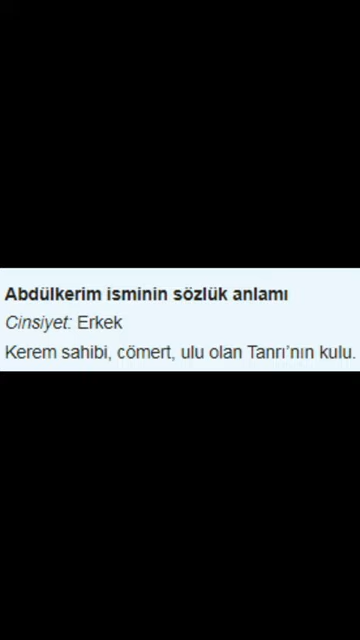 Abdülkerim isminin sözlük anlamı
Cinsiyet: Erkek
Kerem sahibi, cömert, ulu olan Tanrı’nın kulu.